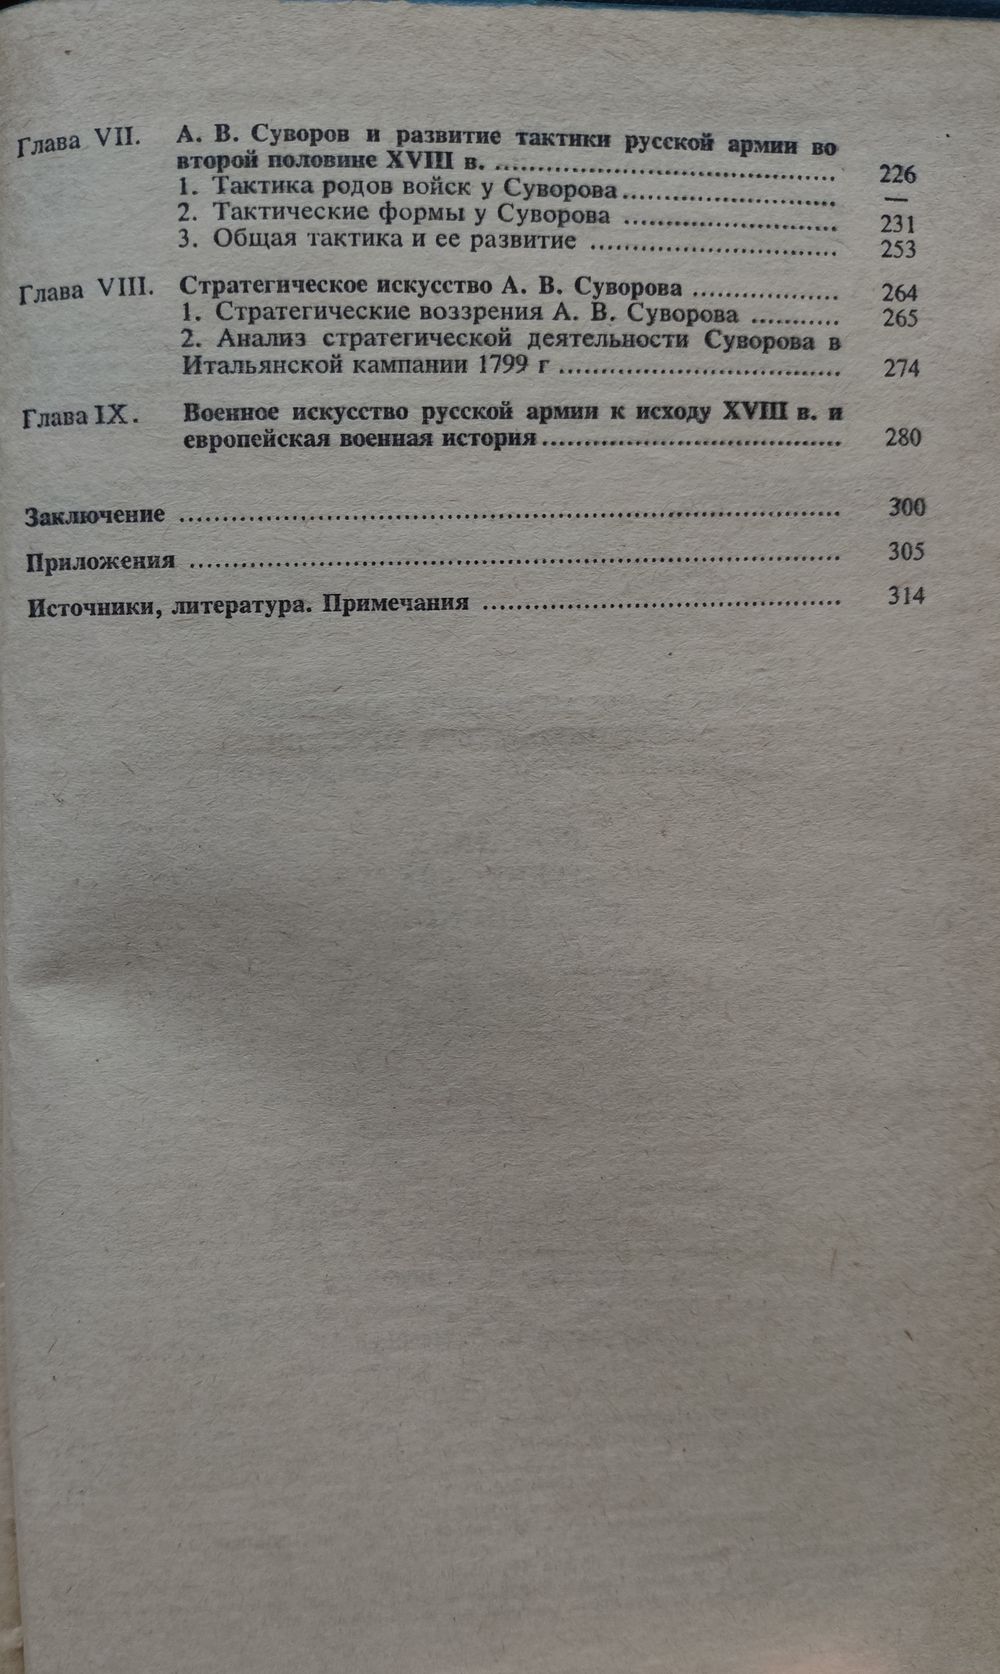 Глава VII. А. В. Суворов и развитие тактики русской армии во
второй половине XVIII в. ........................................ 226
1. Тактика родов войск у Суворова ........................... —
2. Тактические формы у Суворова ........................... 231
3. Общая тактика и ее развитие ............................... 253
Глава VIII. Стратегическое искусство А. В. Суворова .................. 264
1. Стратегические воззрения А. В. Суворова ........... 265
2. Анализ стратегической деятельности Суворова в
Итальянской кампании 1799 г ................................... 274
Глава IX. Военное искусство русской армии к исходу XVIII в. и
европейская военная история ..................................... 280
Заключение ................................................................................ 300
Приложения ............................................................................... 305
Источники, литература. Примечания ........................................... 314